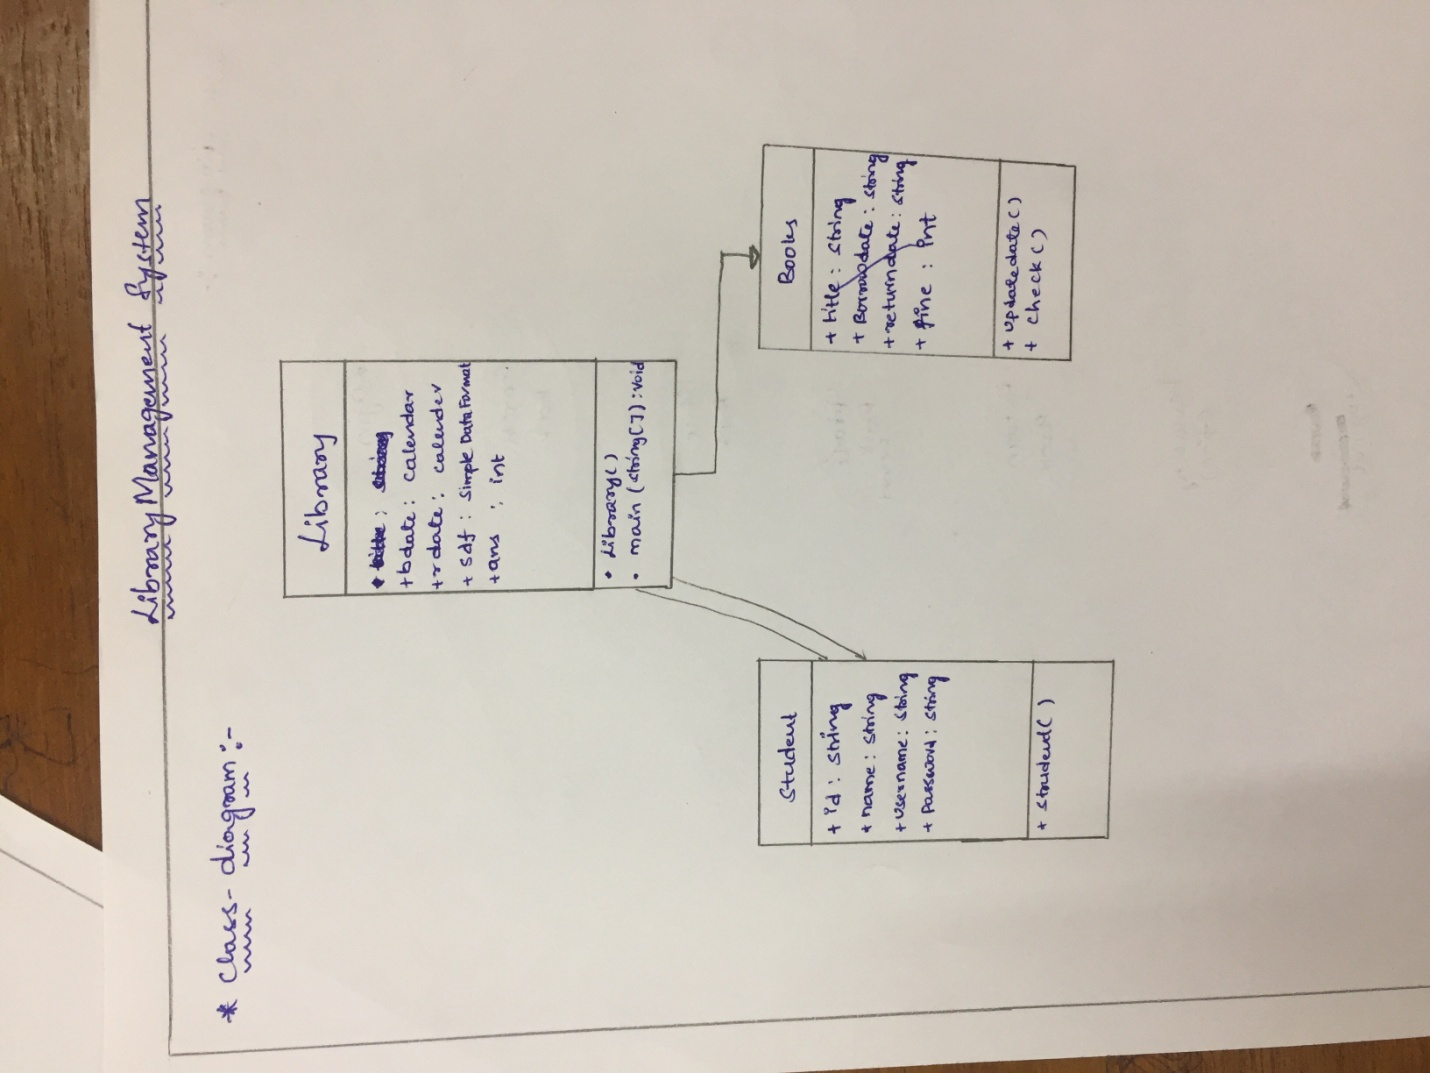 Library Management System
* Class- diagram:-
Library
+ bdate : calendar
+ rdate : calender
+ sdf : Simple Data Format
+ ans : int
• Library( )
• main (string[ ]) : void
Student
+ id : string
+ name : string
+ username : string
+ password : string
+ student( )
Books
+ title : string
+ Borrowdate : string
+ returndate : string
+ fine : int
+ updatedate( )
+ check( )